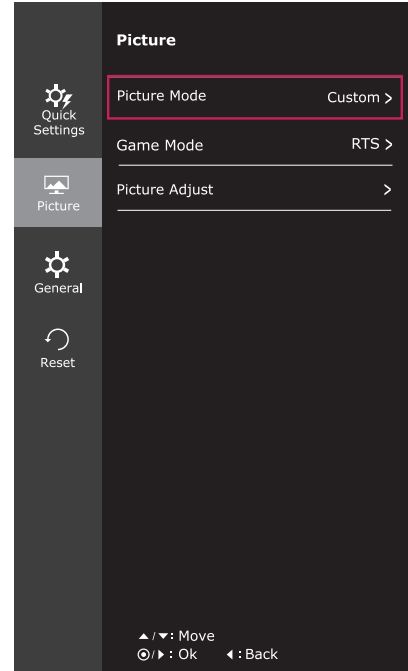 Picture
Quick
Settings
Picture
General
Reset
Picture Mode Custom >
Game Mode RTS >
Picture Adjust >
▲/▼: Move
◉/▶: Ok ◀: Back